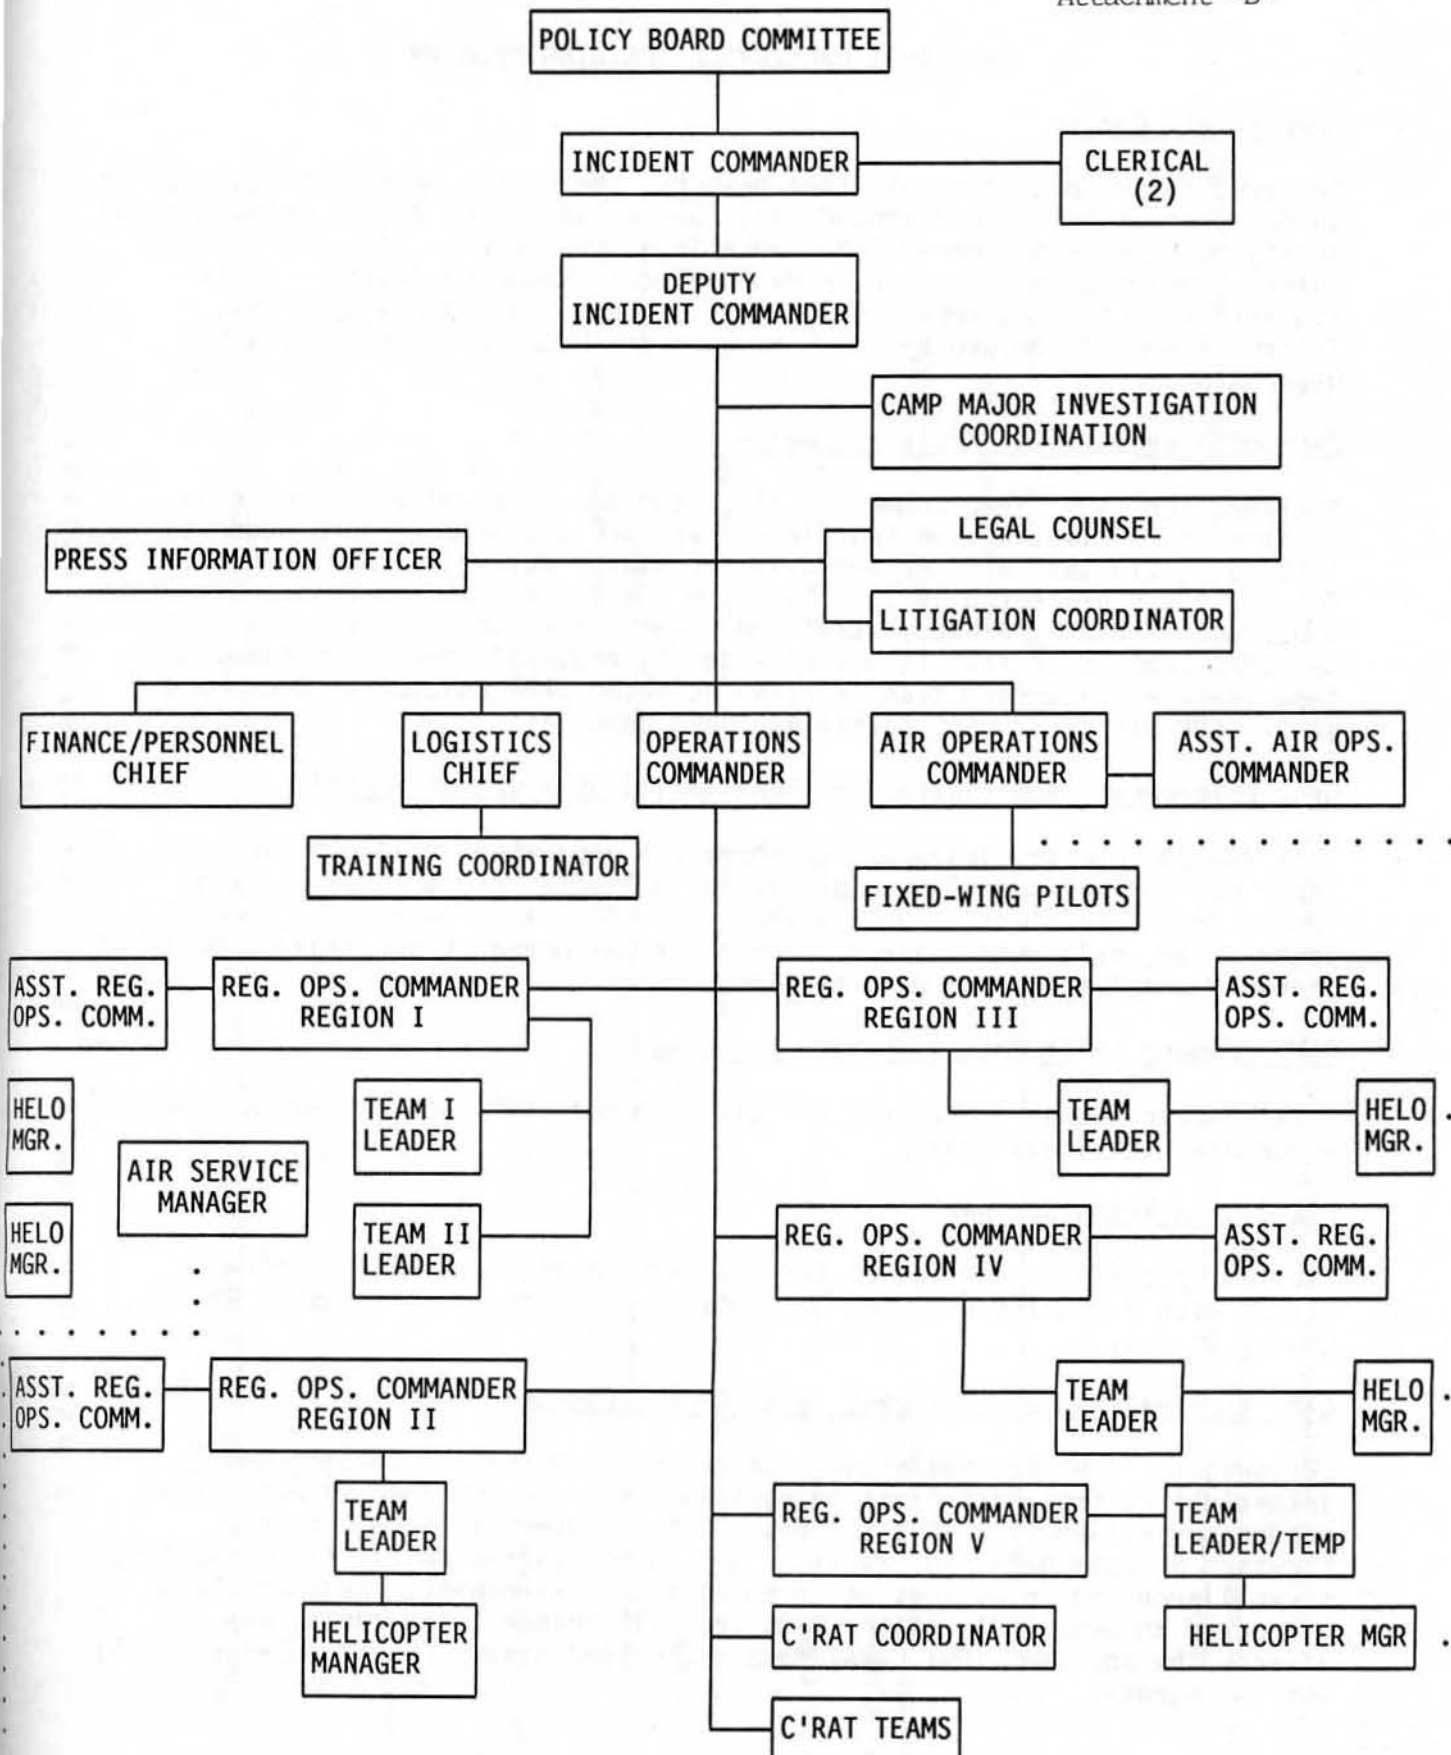 Attachment B
POLICY BOARD COMMITTEE
INCIDENT COMMANDER
CLERICAL
(2)
DEPUTY
INCIDENT COMMANDER
CAMP MAJOR INVESTIGATION
COORDINATION
LEGAL COUNSEL
PRESS INFORMATION OFFICER
LITIGATION COORDINATOR
FINANCE/PERSONNEL
CHIEF
LOGISTICS
CHIEF
OPERATIONS
COMMANDER
AIR OPERATIONS
COMMANDER
ASST. AIR OPS.
COMMANDER
TRAINING COORDINATOR
FIXED-WING PILOTS
ASST. REG.
OPS. COMM.
REG. OPS. COMMANDER
REGION I
REG. OPS. COMMANDER
REGION III
ASST. REG.
OPS. COMM.
HELO
MGR.
AIR SERVICE
MANAGER
TEAM I
LEADER
TEAM
LEADER
HELO
MGR.
HELO
MGR.
TEAM II
LEADER
REG. OPS. COMMANDER
REGION IV
ASST. REG.
OPS. COMM.
ASST. REG.
OPS. COMM.
REG. OPS. COMMANDER
REGION II
TEAM
LEADER
HELO
MGR.
TEAM
LEADER
REG. OPS. COMMANDER
REGION V
TEAM
LEADER/TEMP
HELICOPTER
MANAGER
C'RAT COORDINATOR
HELICOPTER MGR
C'RAT TEAMS